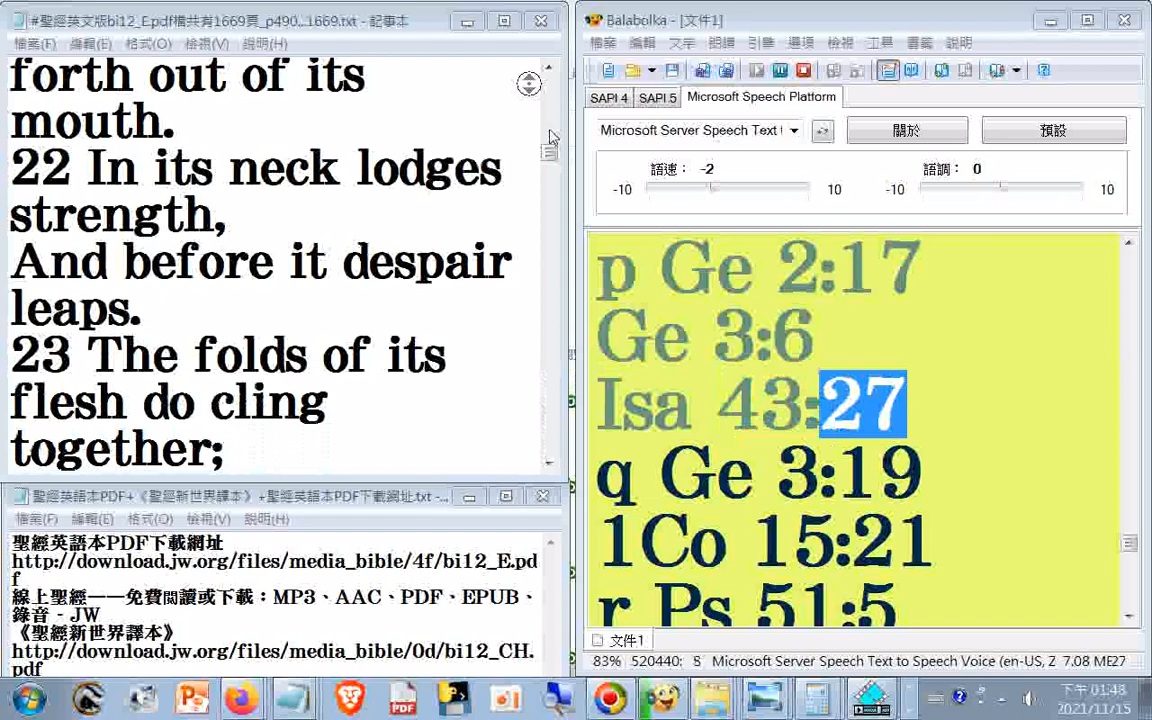 #聖經英文版bi12_E.pdf橫共有1669頁_p490,..1669.txt - 記事本
檔案(F) 編輯(E) 格式(O) 檢視(V) 說明(H)
forth out of its
mouth.
22 In its neck lodges
strength,
And before it despair
leaps.
23 The folds of its
flesh do cling
together;
聖經英語本PDF+《聖經新世界譯本》+聖經英語本PDF下載網址.txt -...
檔案(F) 編輯(E) 格式(O) 檢視(V) 說明(H)
聖經英語本PDF下載網址
http://download.jw.org/files/media_bible/4f/bi12_E.pd
f
線上聖經——免費閱讀或下載：MP3、AAC、PDF、EPUB、
錄音 - JW
《聖經新世界譯本》
http://download.jw.org/files/media_bible/0d/bi12_CH.
pdf
Balabolka - [文件1]
檔案 編輯 文字 朗讀 引擎 選項 檢視 工具 書籤 說明
SAPI 4 SAPI 5 Microsoft Speech Platform
Microsoft Server Speech Text 關於 預設
語速： -2 語調： 0
-10 10 -10 10
p Ge 2:17
Ge 3:6
Isa 43:27
q Ge 3:19
1Co 15:21
r Ps 51:5
文件1
83% 520440: 8 Microsoft Server Speech Text to Speech Voice (en-US, Z 7.08 ME27
下午 01:48
2021/11/15